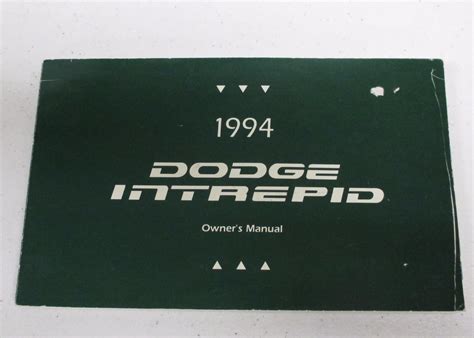 1994
DODGE
INTREPID
Owner's Manual